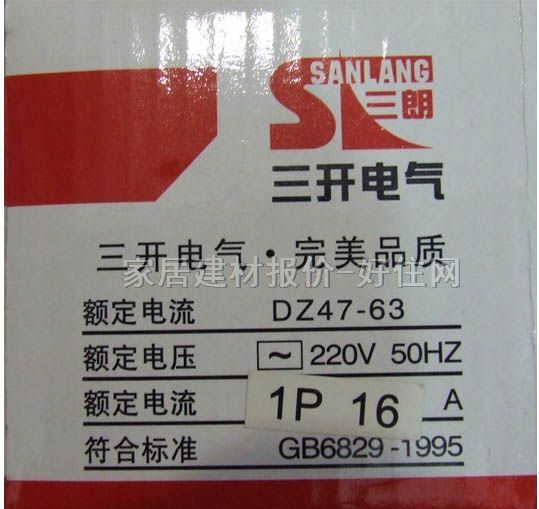 SANLANG
三朗
三开电气
三开电气·完美品质
家居建材报价-好住网
额定电流 DZ47-63
额定电压 ~ 220V 50HZ
额定电流 1P 16 A
符合标准 GB6829-1995